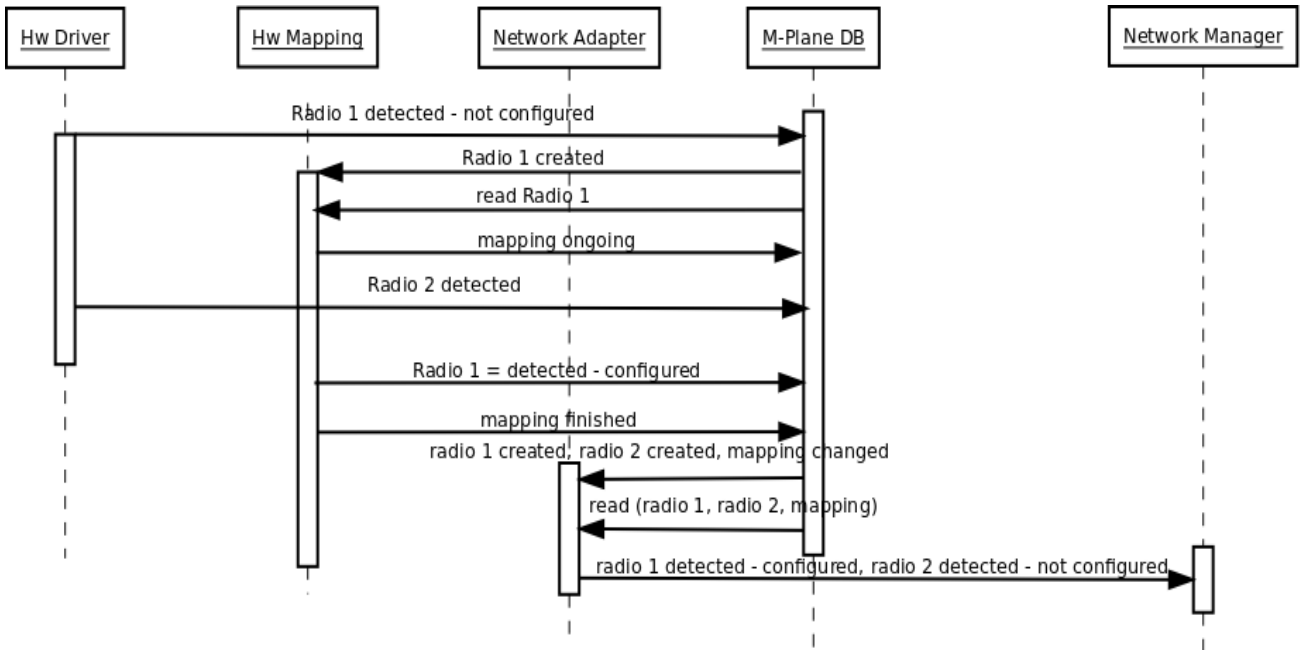 Hw Driver
Hw Mapping
Network Adapter
M-Plane DB
Network Manager
Radio 1 detected - not configured
Radio 1 created
read Radio 1
mapping ongoing
Radio 2 detected
Radio 1 = detected - configured
mapping finished
radio 1 created, radio 2 created, mapping changed
read (radio 1, radio 2, mapping)
radio 1 detected - configured, radio 2 detected - not configured